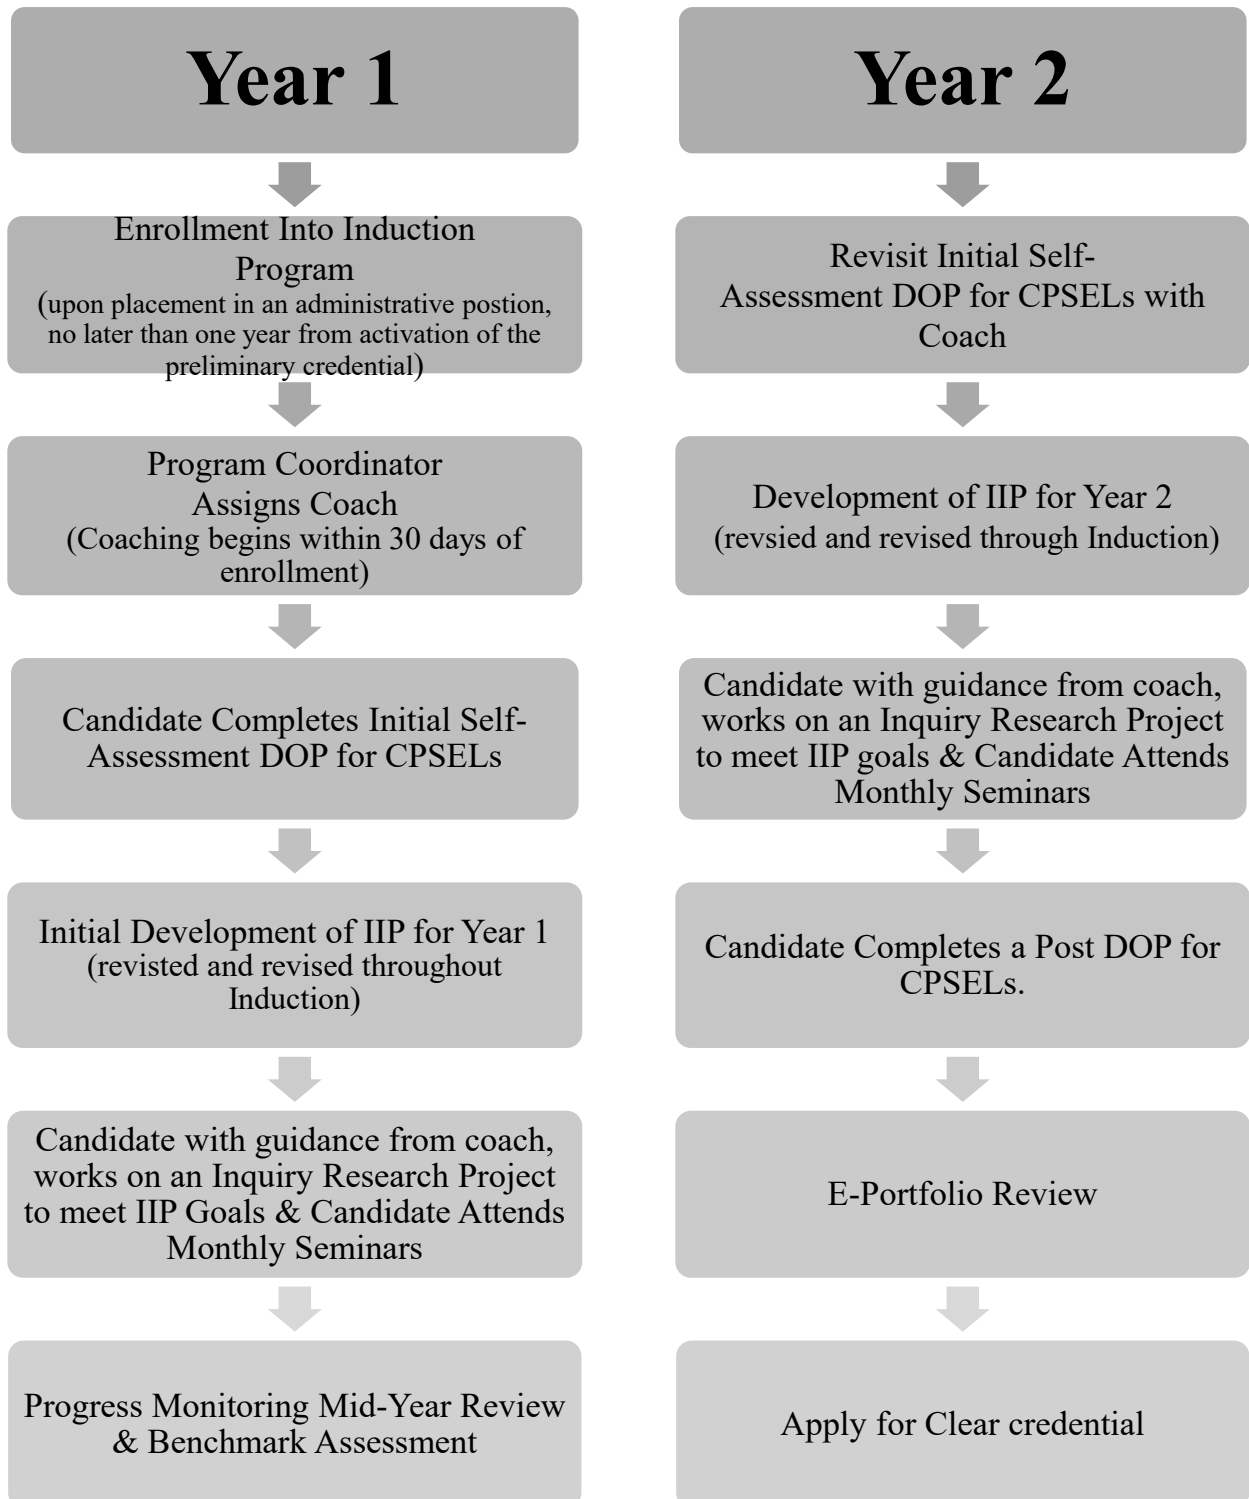 Year 1
Enrollment Into Induction
Program
(upon placement in an administrative postion,
no later than one year from activation of the
preliminary credential)
Program Coordinator
Assigns Coach
(Coaching begins within 30 days of
enrollment)
Candidate Completes Initial Self-
Assessment DOP for CPSELs
Initial Development of IIP for Year 1
(revisted and revised throughout
Induction)
Candidate with guidance from coach,
works on an Inquiry Research Project
to meet IIP Goals & Candidate Attends
Monthly Seminars
Progress Monitoring Mid-Year Review
& Benchmark Assessment
Year 2
Revisit Initial Self-
Assessment DOP for CPSELs with
Coach
Development of IIP for Year 2
(revsied and revised through Induction)
Candidate with guidance from coach,
works on an Inquiry Research Project
to meet IIP goals & Candidate Attends
Monthly Seminars
Candidate Completes a Post DOP for
CPSELs.
E-Portfolio Review
Apply for Clear credential